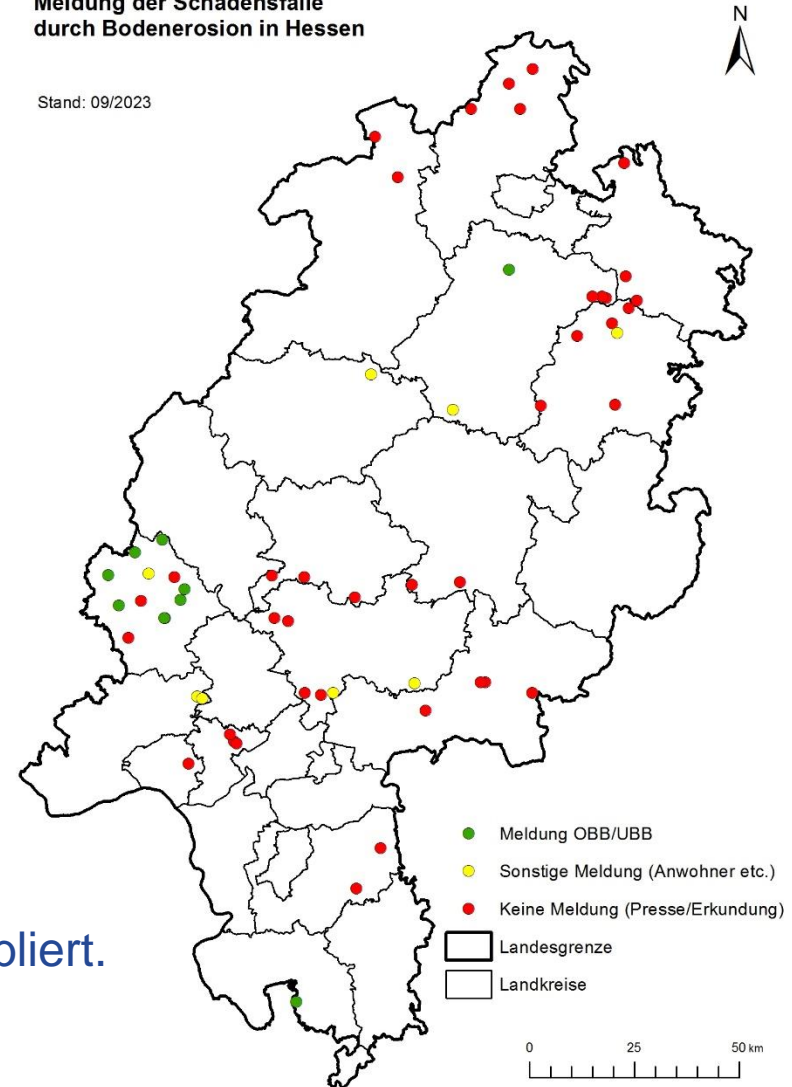 Meldung der Schadensfälle
durch Bodenerosion in Hessen
Stand: 09/2023
N
Meldung OBB/UBB
Sonstige Meldung (Anwohner etc.)
Keine Meldung (Presse/Erkundung)
Landesgrenze
Landkreise
bliert.
0 25 50 km